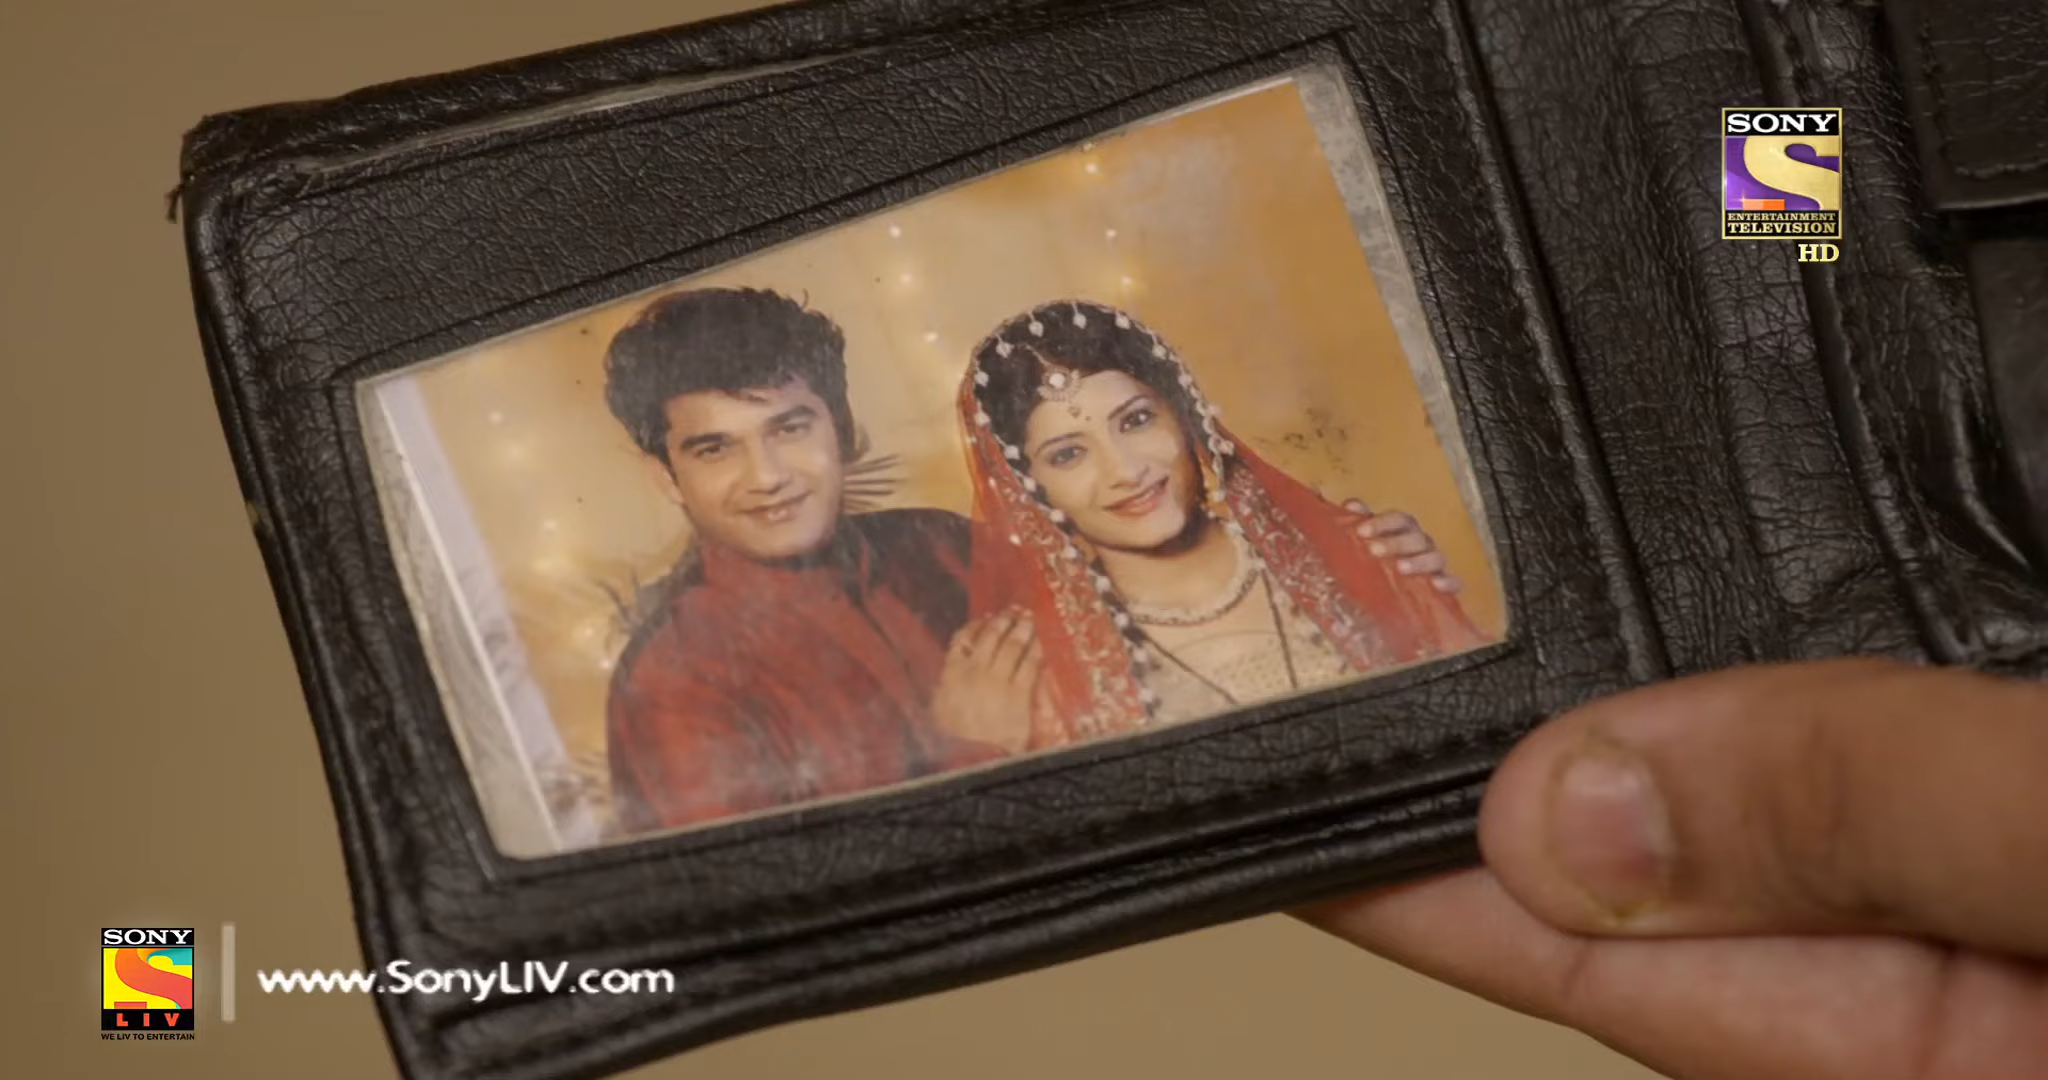 SONY
ENTERTAINMENT
TELEVISION
HD
SONY
LIV
WE LIV TO ENTERTAIN
www.SonyLIV.com